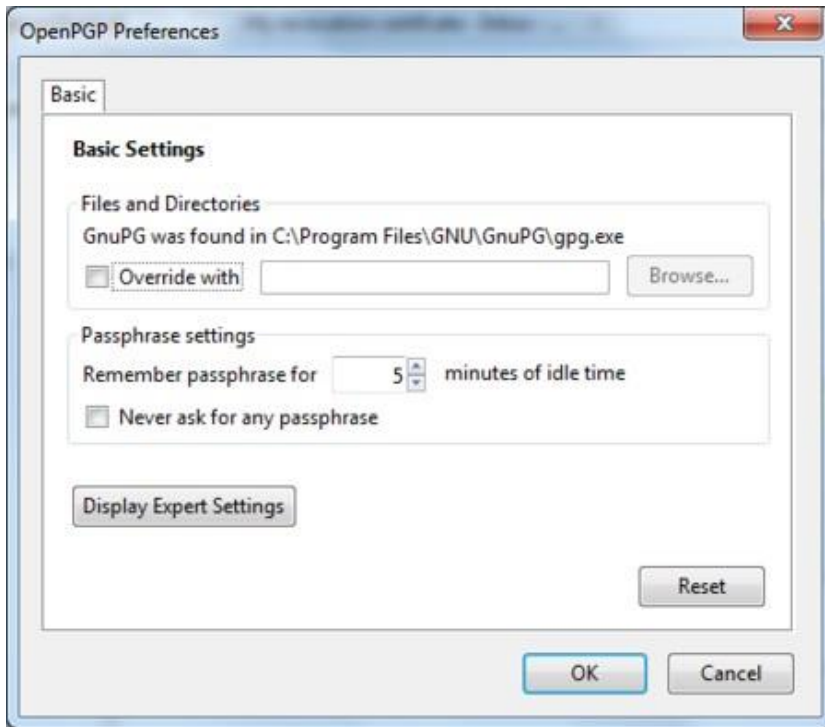 OpenPGP Preferences
Basic
Basic Settings
Files and Directories
GnuPG was found in C:\Program Files\GNU\GnuPG\gpg.exe
Override with
Browse...
Passphrase settings
Remember passphrase for 5 minutes of idle time
Never ask for any passphrase
Display Expert Settings
Reset
OK
Cancel